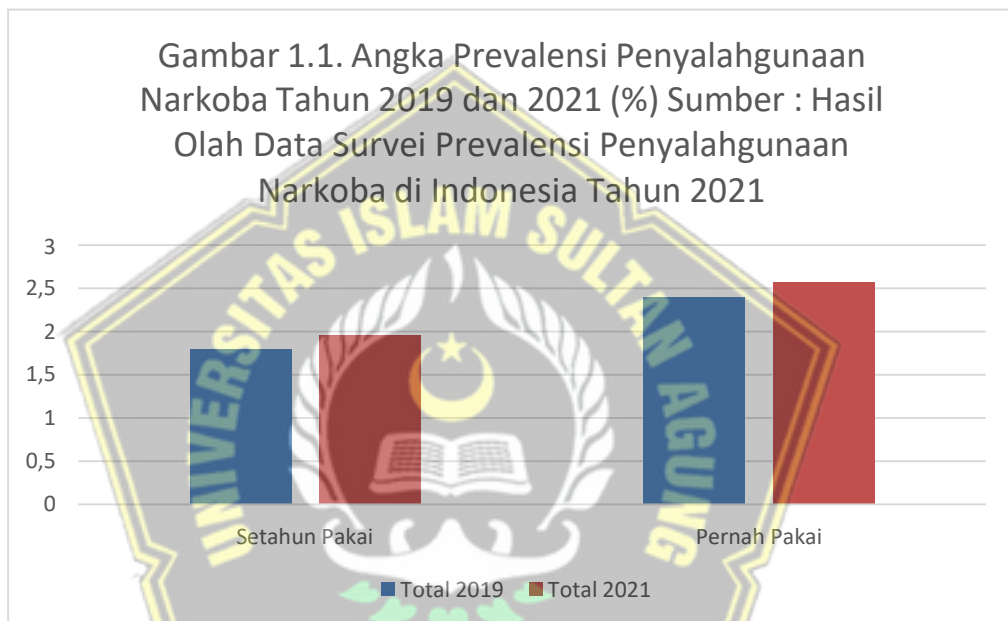 Gambar 1.1. Angka Prevalensi Penyalahgunaan
Narkoba Tahun 2019 dan 2021 (%) Sumber : Hasil
Olah Data Survei Prevalensi Penyalahgunaan
Narkoba di Indonesia Tahun 2021
UNIVERSITAS ISLAM SULTAN AGUNG
3
2,5
2
1,5
1
0,5
0
Setahun Pakai Pernah Pakai
Total 2019 Total 2021